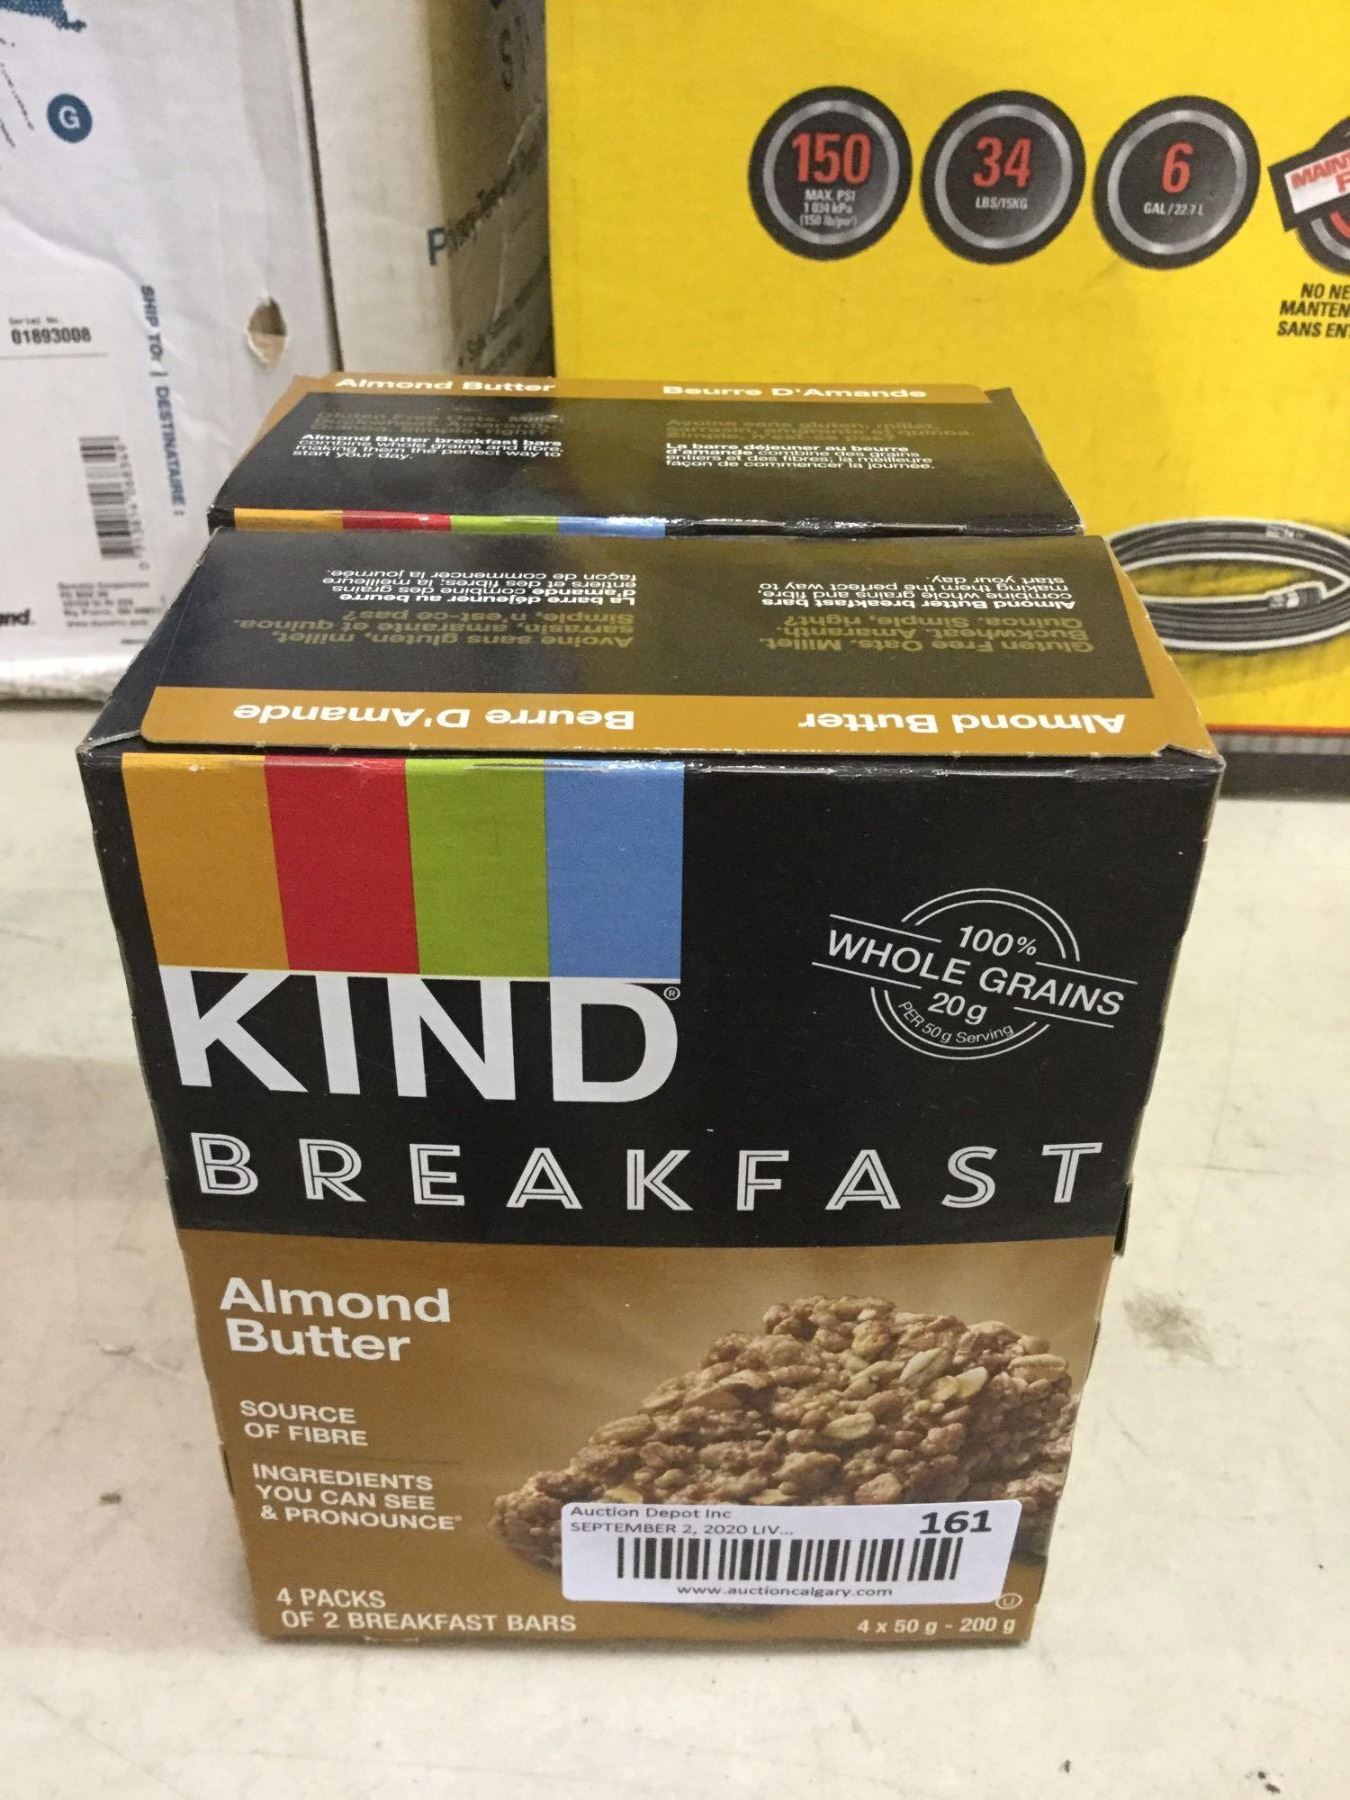 G
Serial No.
01893008
SHIP TO: / DESTINATAIRE :
150
MAX. PSI
1 034 kPa
(150 lb/po²)
34
LBS/15KG
6
GAL/22.7 L
NO NE
MANTEN
SANS EN
Almond Butter
Beurre D'Amande
Almond Butter breakfast bars
combine whole grains and fibre,
making them the perfect way to
start your day.
La barre déjeuner au beurre
d'amande combine des grains
entiers et des fibres; la meilleure
façon de commencer la journée.
Almond Butter
Beurre D'Amande
Gluten Free Oats. Millet.
Buckwheat. Amaranth.
Quinoa. Simple, right?
Almond Butter breakfast bars
combine whole grains and fibre,
making them the perfect way to
start your day.
Avoine sans gluten, millet,
sarrasin, amarante et quinoa.
Simple, n'est-ce pas?
La barre déjeuner au beurre
d'amande combine des grains
entiers et des fibres; la meilleure
façon de commencer la journée.
KIND®
100%
WHOLE GRAINS
20 g
PER 50 g Serving
BREAKFAST
Almond
Butter
SOURCE
OF FIBRE
INGREDIENTS
YOU CAN SEE
& PRONOUNCE®
4 PACKS
OF 2 BREAKFAST BARS
Auction Depot Inc
SEPTEMBER 2, 2020 LIV...
161
www.auctioncalgary.com
U
4 x 50 g - 200 g